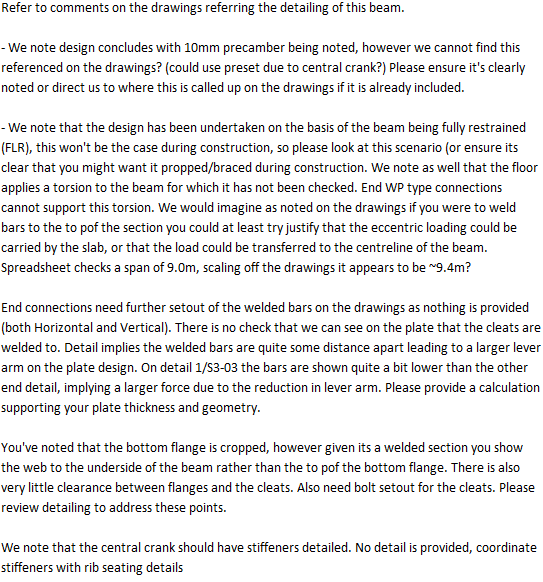 Refer to comments on the drawings referring the detailing of this beam.
- We note design concludes with 10mm precamber being noted, however we cannot find this
referenced on the drawings? (could use preset due to central crank?) Please ensure it's clearly
noted or direct us to where this is called up on the drawings if it is already included.
- We note that the design has been undertaken on the basis of the beam being fully restrained
(FLR), this won't be the case during construction, so please look at this scenario (or ensure its
clear that you might want it propped/braced during construction. We note as well that the floor
applies a torsion to the beam for which it has not been checked. End WP type connections
cannot support this torsion. We would imagine as noted on the drawings if you were to weld
bars to the to pof the section you could at least try justify that the eccentric loading could be
carried by the slab, or that the load could be transferred to the centreline of the beam.
Spreadsheet checks a span of 9.0m, scaling off the drawings it appears to be ~9.4m?
End connections need further setout of the welded bars on the drawings as nothing is provided
(both Horizontal and Vertical). There is no check that we can see on the plate that the cleats are
welded to. Detail implies the welded bars are quite some distance apart leading to a larger lever
arm on the plate design. On detail 1/S3-03 the bars are shown quite a bit lower than the other
end detail, implying a larger force due to the reduction in lever arm. Please provide a calculation
supporting your plate thickness and geometry.
You've noted that the bottom flange is cropped, however given its a welded section you show
the web to the underside of the beam rather than the to pof the bottom flange. There is also
very little clearance between flanges and the cleats. Also need bolt setout for the cleats. Please
review detailing to address these points.
We note that the central crank should have stiffeners detailed. No detail is provided, coordinate
stiffeners with rib seating details